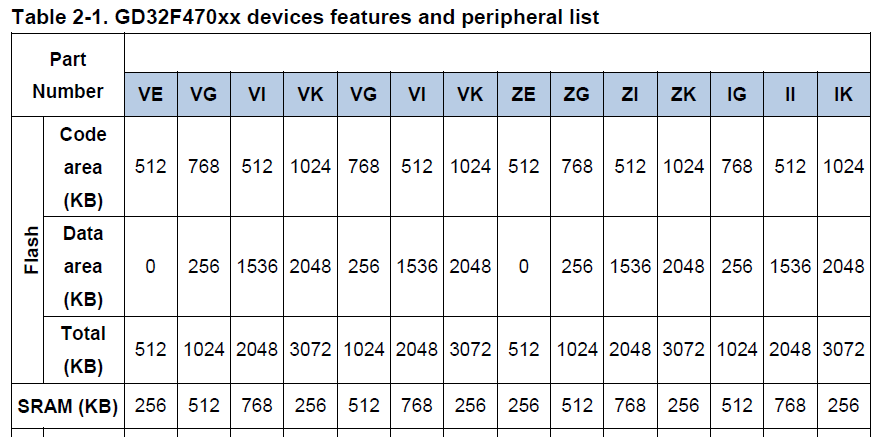 Table 2-1. GD32F470xx devices features and peripheral list
Part
Number
VE VG VI VK VG VI VK ZE ZG ZI ZK IG II IK
Flash
Code
area
(KB)
512 768 512 1024 768 512 1024 512 768 512 1024 768 512 1024
Data
area
(KB)
0 256 1536 2048 256 1536 2048 0 256 1536 2048 256 1536 2048
Total
(KB)
512 1024 2048 3072 1024 2048 3072 512 1024 2048 3072 1024 2048 3072
SRAM (KB) 256 512 768 256 512 768 256 256 512 768 256 512 768 256